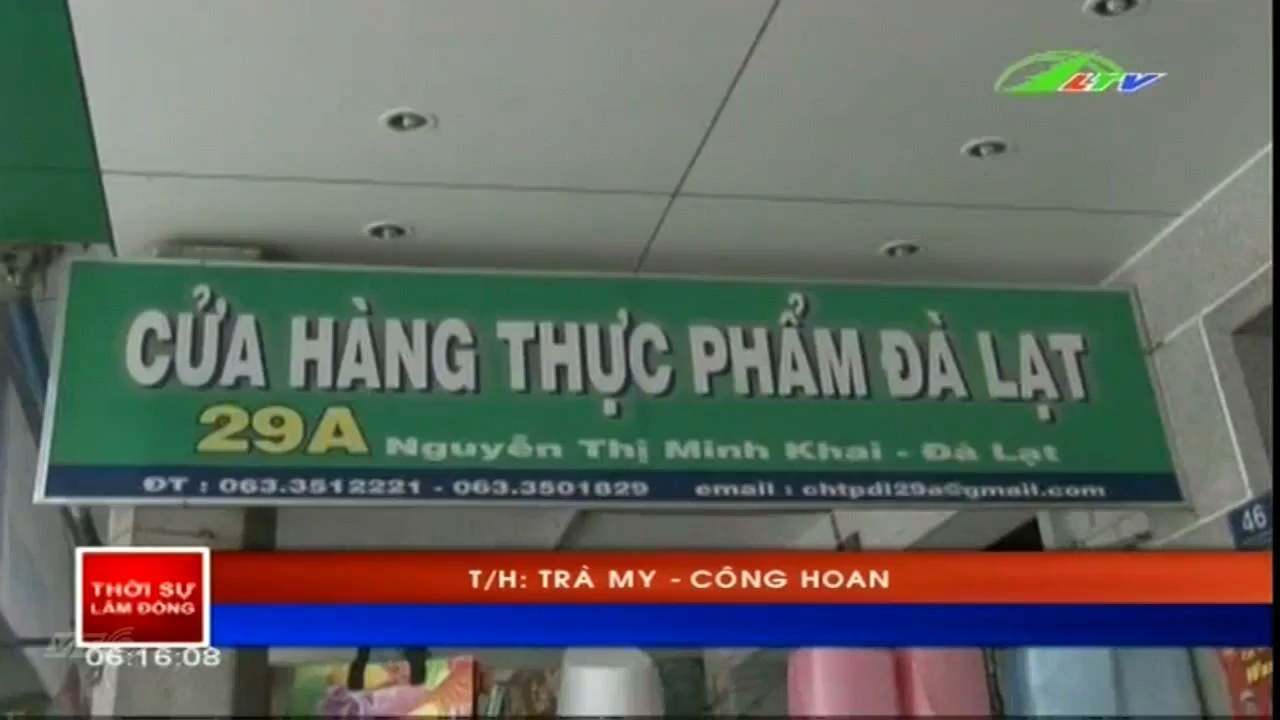 LTV
CỬA HÀNG THỰC PHẨM ĐÀ LẠT
29A Nguyễn Thị Minh Khai - Đà Lạt
ĐT : 063.3512221 - 063.3501829 email : chtpdl29a@gmail.com
46
T/H: TRÀ MY - CÔNG HOAN
THỜI SỰ
LÂM ĐỒNG
06:16:08